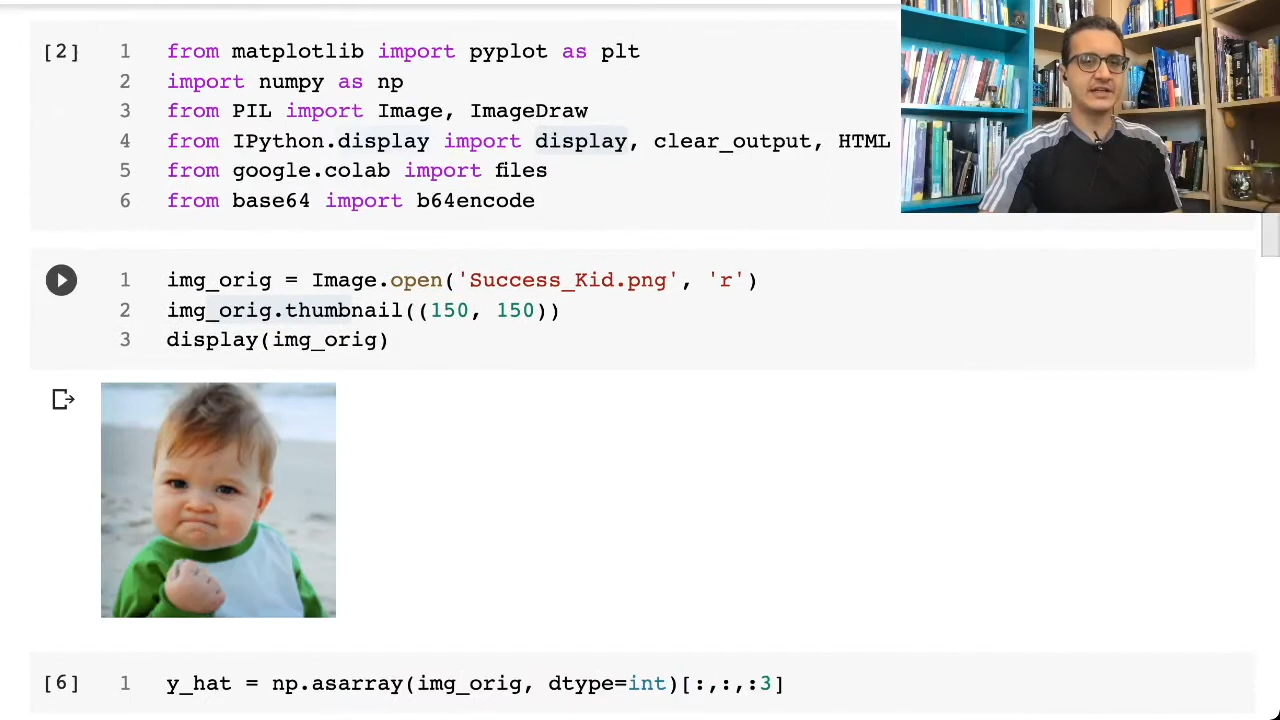 [2] 1 from matplotlib import pyplot as plt
2 import numpy as np
3 from PIL import Image, ImageDraw
4 from IPython.display import display, clear_output, HTML
5 from google.colab import files
6 from base64 import b64encode
1 img_orig = Image.open('Success_Kid.png', 'r')
2 img_orig.thumbnail((150, 150))
3 display(img_orig)
[6] 1 y_hat = np.asarray(img_orig, dtype=int)[:,:,:3]